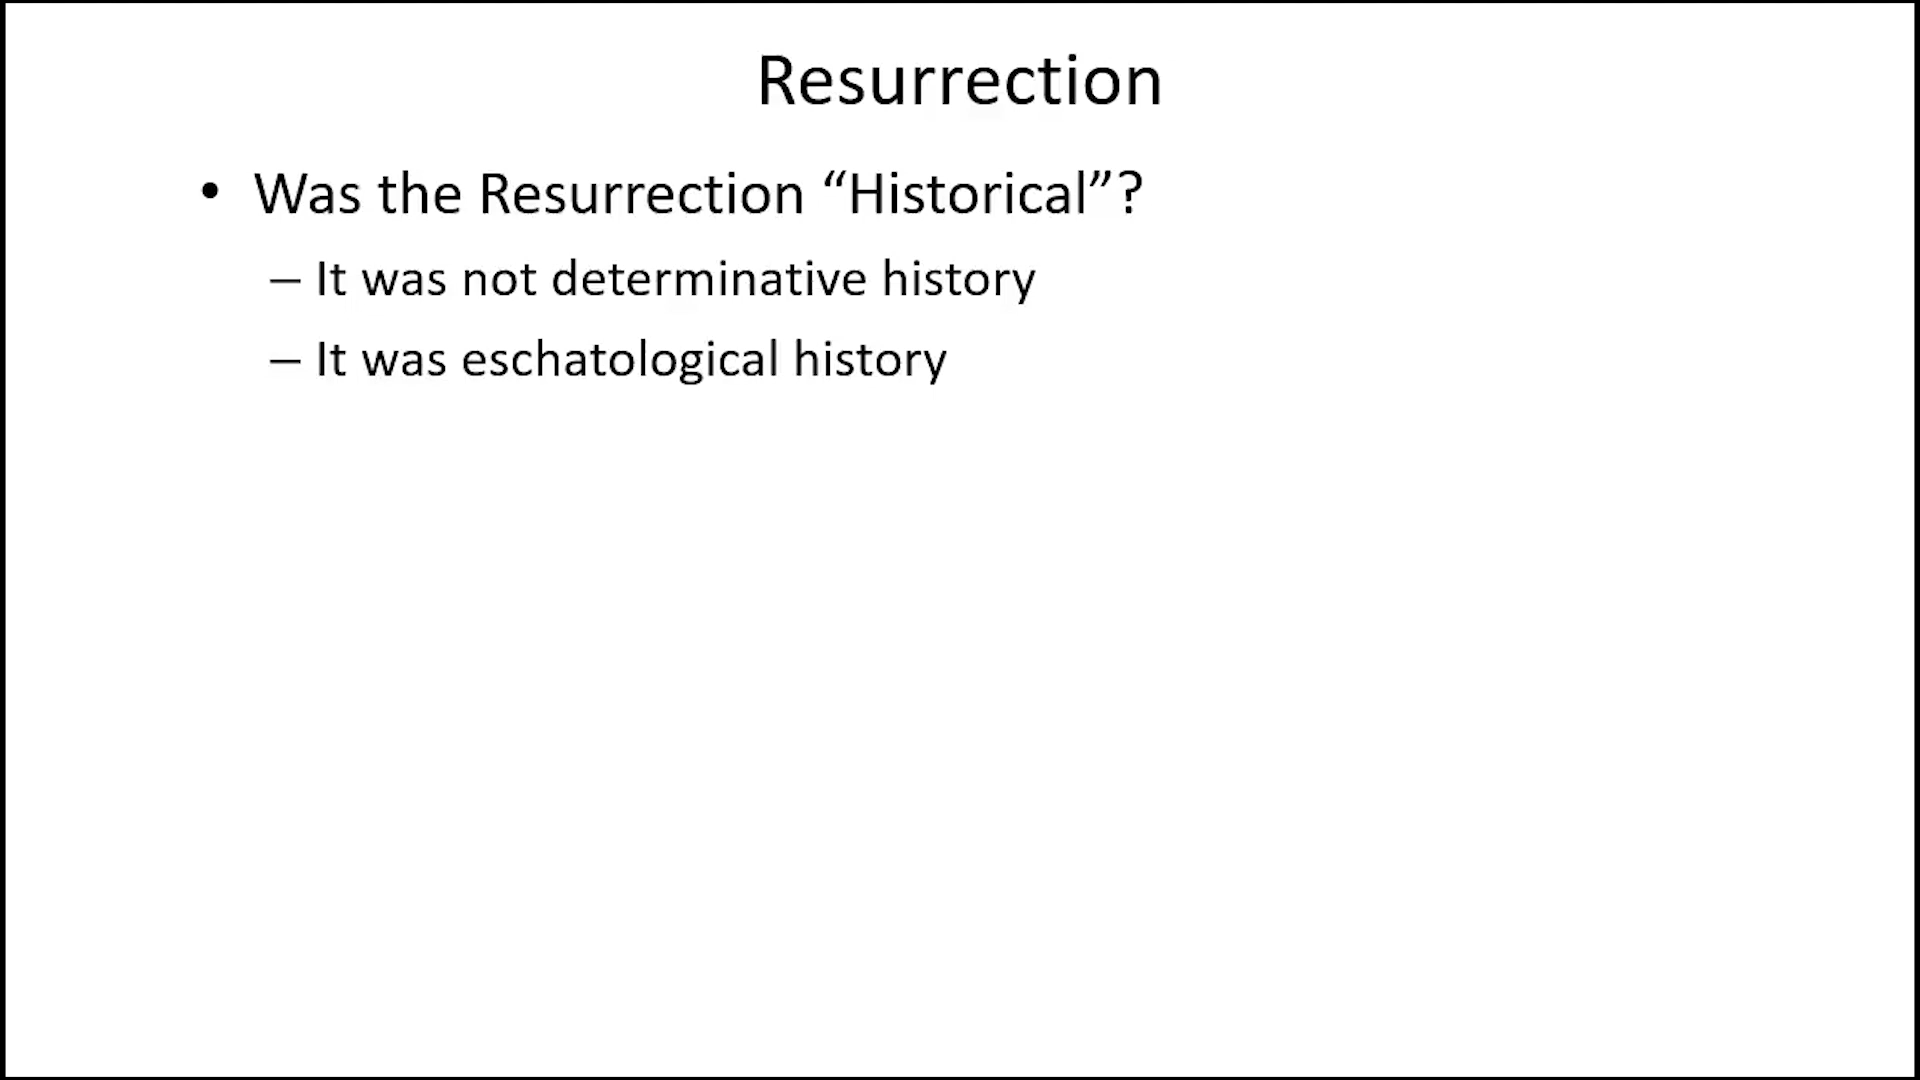 Resurrection
• Was the Resurrection “Historical”?
– It was not determinative history
– It was eschatological history